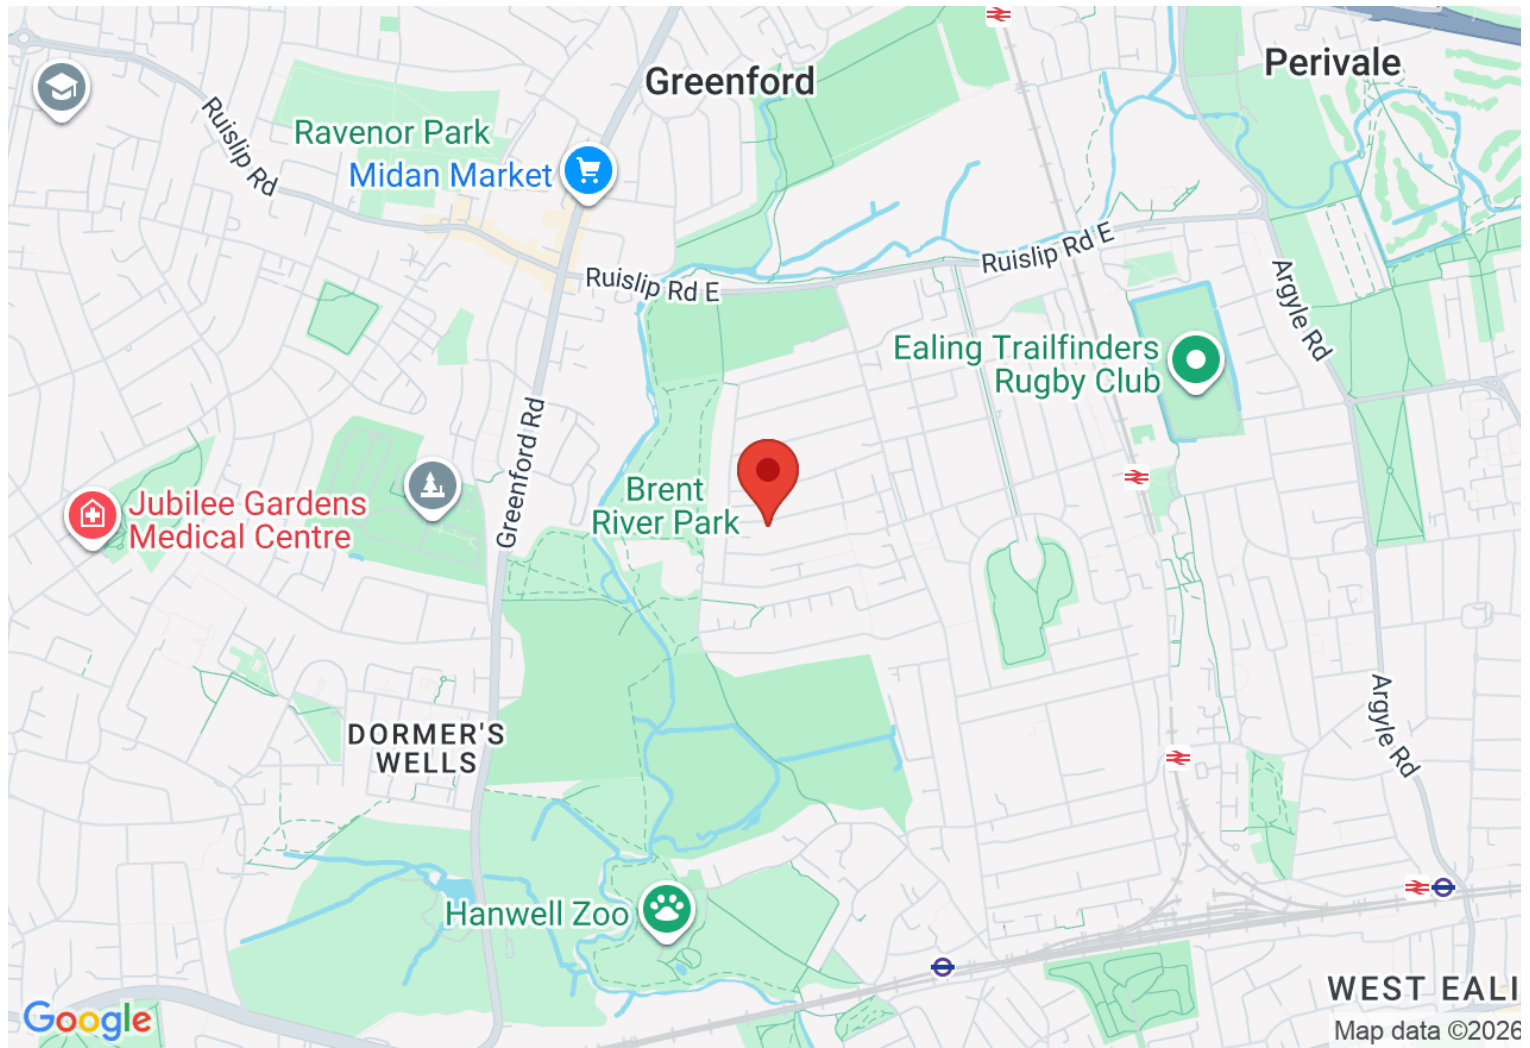 Greenford
Perivale
Ruislip Rd
Ravenor Park
Midan Market
Ruislip Rd E
Ruislip Rd E
Argyle Rd
Ealing Trailfinders
Rugby Club
Greenford Rd
Brent
River Park
Jubilee Gardens
Medical Centre
DORMER'S
WELLS
Argyle Rd
Hanwell Zoo
WEST EALI
Google
Map data ©2026